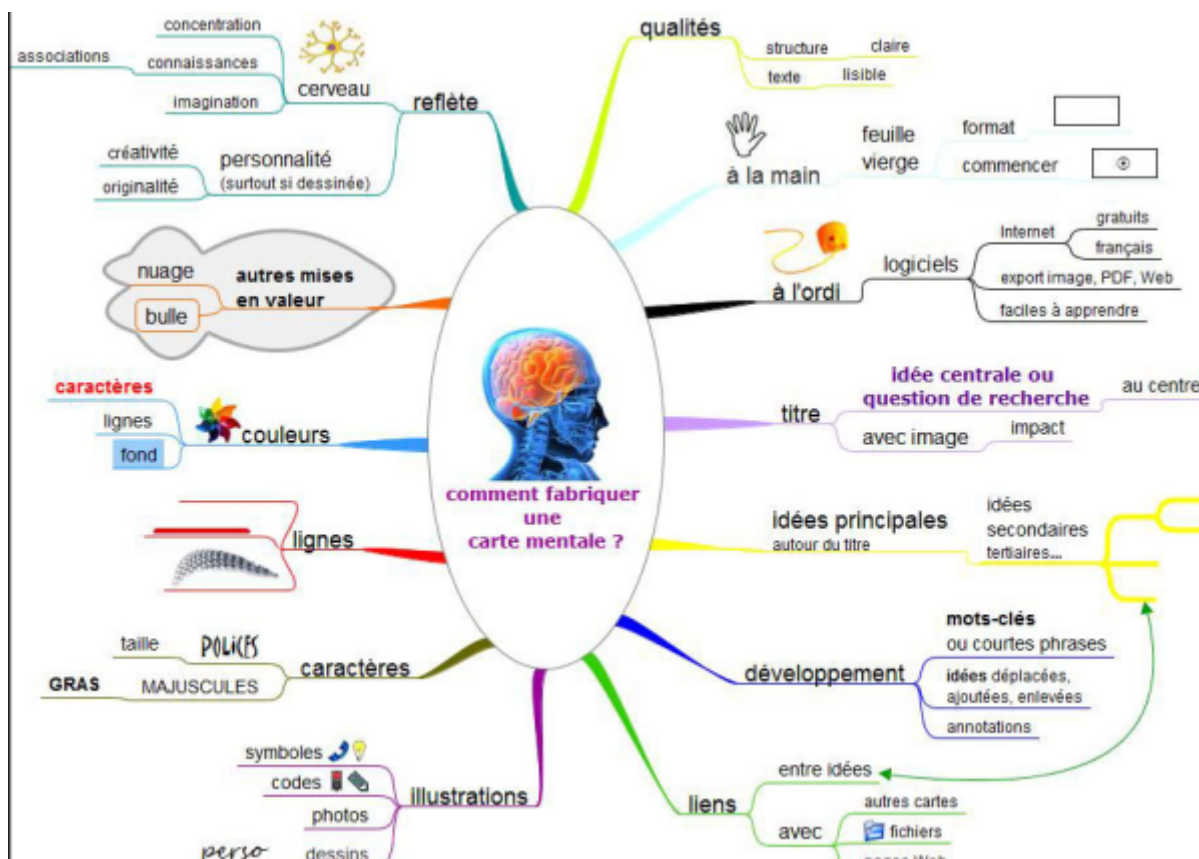 concentration
associations
connaissances
imagination
cerveau
reflète
créativité
originalité
personnalité
(surtout si dessinée)
qualités
structure
claire
texte
lisible
à la main
feuille
vierge
format
commencer
à l'ordi
logiciels
Internet
gratuits
français
export image, PDF, Web
faciles à apprendre
nuage
bulle
autres mises
en valeur
caractères
lignes
fond
couleurs
comment fabriquer
une
carte mentale ?
titre
idée centrale ou
question de recherche
au centre
avec image
impact
lignes
idées principales
autour du titre
idées
secondaires
tertiaires...
taille
POLICES
GRAS
MAJUSCULES
caractères
développement
mots-clés
ou courtes phrases
idées déplacées,
ajoutées, enlevées
annotations
symboles
codes
photos
perso
dessins
illustrations
liens
entre idées
avec
autres cartes
fichiers